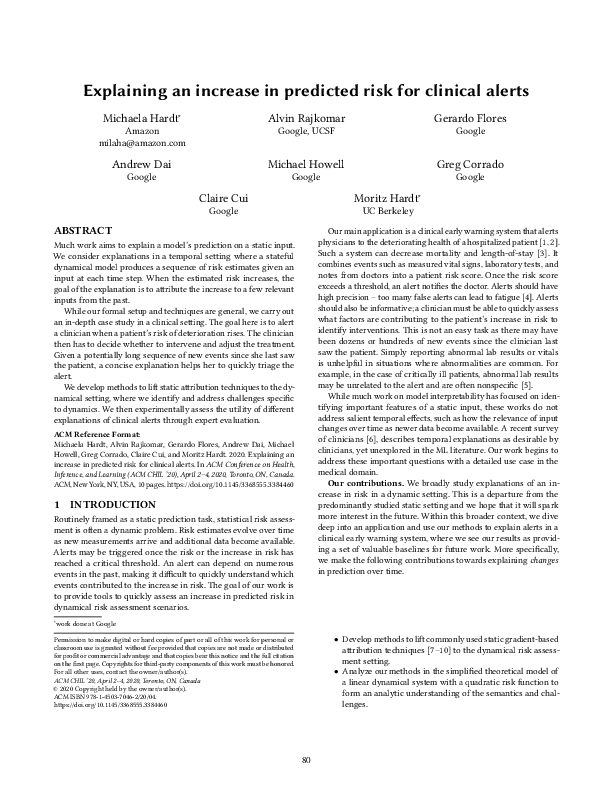 Explaining an increase in predicted risk for clinical alerts
Michaela Hardt*
Amazon
milaha@amazon.com
Alvin Rajkomar
Google, UCSF
Gerardo Flores
Google
Andrew Dai
Google
Michael Howell
Google
Greg Corrado
Google
Claire Cui
Google
Moritz Hardt*
UC Berkeley
ABSTRACT
Much work aims to explain a model's prediction on a static input.
We consider explanations in a temporal setting where a stateful
dynamical model produces a sequence of risk estimates given an
input at each time step. When the estimated risk increases, the
goal of the explanation is to attribute the increase to a few relevant
inputs from the past.
While our formal setup and techniques are general, we carry out
an in-depth case study in a clinical setting. The goal here is to alert
a clinician when a patient's risk of deterioration rises. The clinician
then has to decide whether to intervene and adjust the treatment.
Given a potentially long sequence of new events since she last saw
the patient, a concise explanation helps her to quickly triage the
alert.
We develop methods to lift static attribution techniques to the dy-
namical setting, where we identify and address challenges specific
to dynamics. We then experimentally assess the utility of different
explanations of clinical alerts through expert evaluation.
ACM Reference Format:
Michaela Hardt, Alvin Rajkomar, Gerardo Flores, Andrew Dai, Michael
Howell, Greg Corrado, Claire Cui, and Moritz Hardt. 2020. Explaining an
increase in predicted risk for clinical alerts. In ACM Conference on Health,
Inference, and Learning (ACM CHIL '20), April 2–4, 2020, Toronto, ON, Canada.
ACM, New York, NY, USA, 10 pages. https://doi.org/10.1145/3368555.3384460
1 INTRODUCTION
Routinely framed as a static prediction task, statistical risk assess-
ment is often a dynamic problem. Risk estimates evolve over time
as new measurements arrive and additional data become available.
Alerts may be triggered once the risk or the increase in risk has
reached a critical threshold. An alert can depend on numerous
events in the past, making it difficult to quickly understand which
events contributed to the increase in risk. The goal of our work is
to provide tools to quickly assess an increase in predicted risk in
dynamical risk assessment scenarios.
*work done at Google
Permission to make digital or hard copies of part or all of this work for personal or
classroom use is granted without fee provided that copies are not made or distributed
for profit or commercial advantage and that copies bear this notice and the full citation
on the first page. Copyrights for third-party components of this work must be honored.
For all other uses, contact the owner/author(s).
ACM CHIL '20, April 2–4, 2020, Toronto, ON, Canada
© 2020 Copyright held by the owner/author(s).
ACM ISBN 978-1-4503-7046-2/20/04.
https://doi.org/10.1145/3368555.3384460
Our main application is a clinical early warning system that alerts
physicians to the deteriorating health of a hospitalized patient [1, 2].
Such a system can decrease mortality and length-of-stay [3]. It
combines events such as measured vital signs, laboratory tests, and
notes from doctors into a patient risk score. Once the risk score
exceeds a threshold, an alert notifies the doctor. Alerts should have
high precision – too many false alerts can lead to fatigue [4]. Alerts
should also be informative; a clinician must be able to quickly assess
what factors are contributing to the patient's increase in risk to
identify interventions. This is not an easy task as there may have
been dozens or hundreds of new events since the clinician last
saw the patient. Simply reporting abnormal lab results or vitals
is unhelpful in situations where abnormalities are common. For
example, in the case of critically ill patients, abnormal lab results
may be unrelated to the alert and are often nonspecific [5].
While much work on model interpretability has focused on iden-
tifying important features of a static input, these works do not
address salient temporal effects, such as how the relevance of input
changes over time as newer data become available. A recent survey
of clinicians [6], describes temporal explanations as desirable by
clinicians, yet unexplored in the ML literature. Our work begins to
address these important questions with a detailed use case in the
medical domain.
Our contributions. We broadly study explanations of an in-
crease in risk in a dynamic setting. This is a departure from the
predominantly studied static setting and we hope that it will spark
more interest in the future. Within this broader context, we dive
deep into an application and use our methods to explain alerts in a
clinical early warning system, where we see our results as provid-
ing a set of valuable baselines for future work. More specifically,
we make the following contributions towards explaining changes
in prediction over time.
• Develop methods to lift commonly used static gradient-based
attribution techniques [7–10] to the dynamical risk assess-
ment setting.
• Analyze our methods in the simplified theoretical model of
a linear dynamical system with a quadratic risk function to
form an analytic understanding of the semantics and chal-
lenges.
80